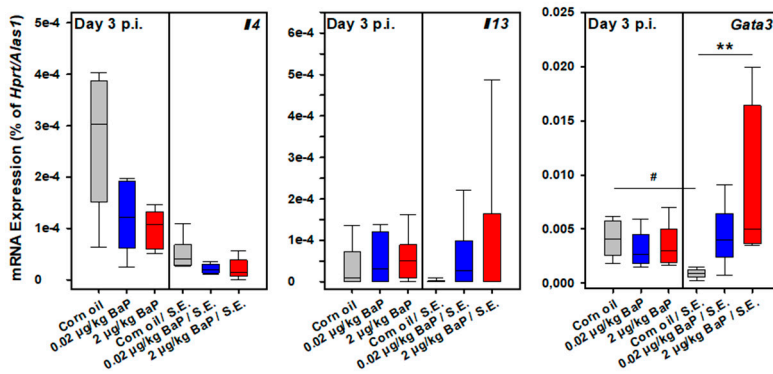 Day 3 p.i. Il4
5e-4
4e-4
3e-4
2e-4
1e-4
0
mRNA Expression (% of Hprt/Alas1)
Corn oil
0.02 µg/kg BaP
2 µg/kg BaP
Corn oil / S.E.
0.02 µg/kg BaP / S.E.
2 µg/kg BaP / S.E.
Day 3 p.i. Il13
6e-4
5e-4
4e-4
3e-4
2e-4
e-4
0
Corn oil
0.02 µg/kg BaP
2 µg/kg BaP
Corn oil / S.E.
0.02 µg/kg BaP / S.E.
2 µg/kg BaP / S.E.
Day 3 p.i. Gata3
0.025
0.020
0.015
0.010
0.005
0,000
**
#
Corn oil
0.02 µg/kg BaP
2 µg/kg BaP
Corn oil / S.E.
0.02 µg/kg BaP / S.E.
2 µg/kg BaP / S.E.